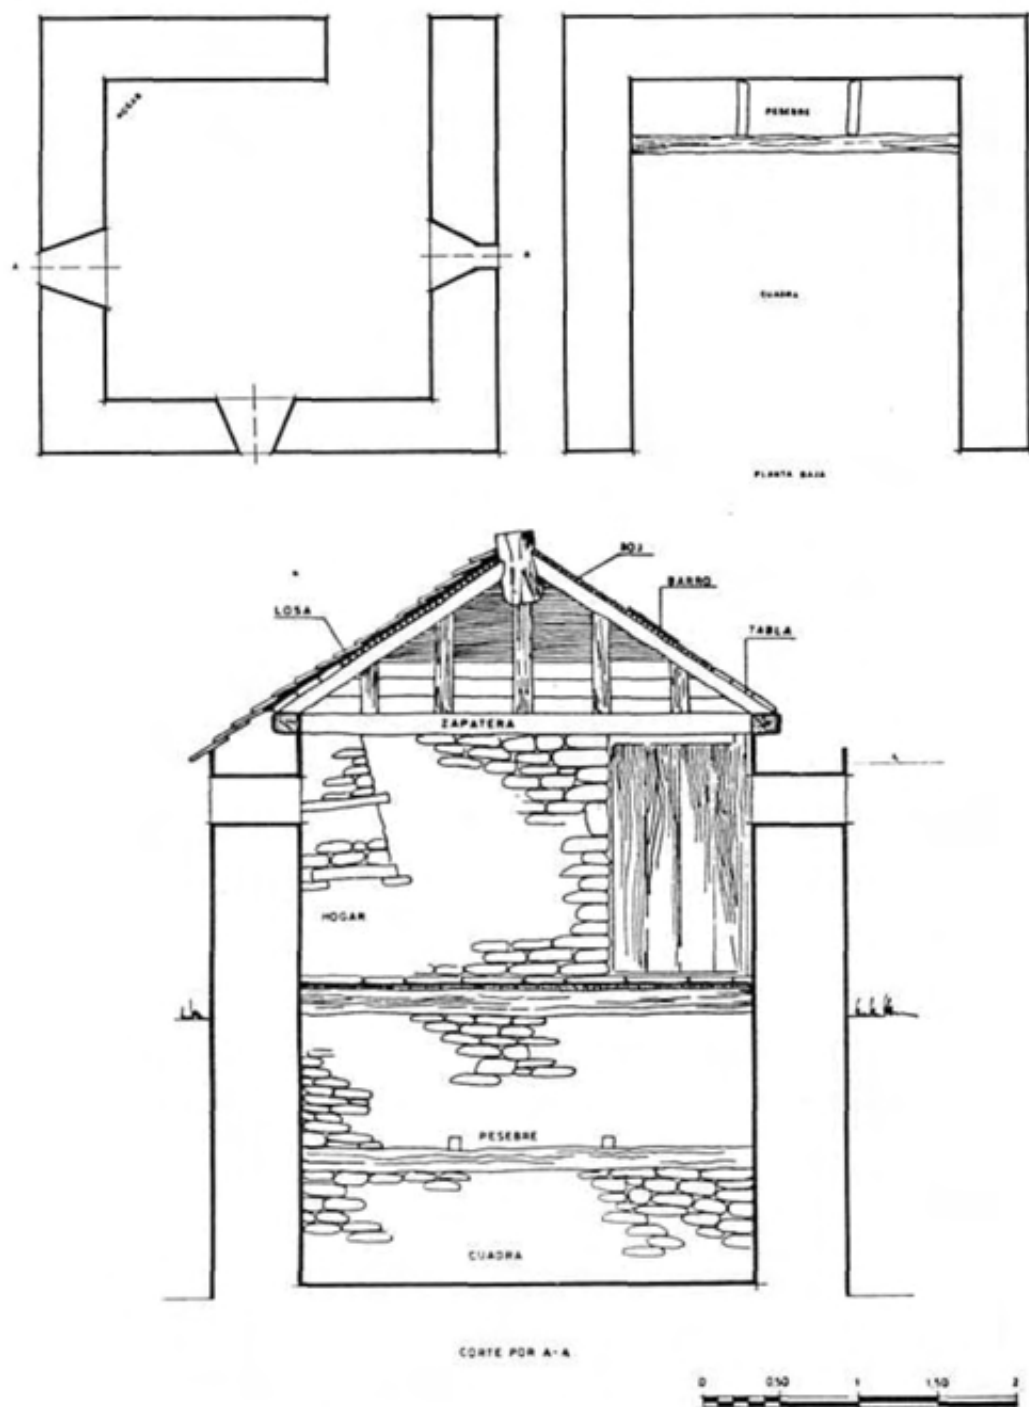 HOGAR
A
A
PESEBRE
CUADRA
PLANTA BAJA
BOJ
BARRO
LOSA
TABLA
ZAPATERA
HOGAR
PESEBRE
CUADRA
CORTE POR A-A
0 0,50 1 1,50 2